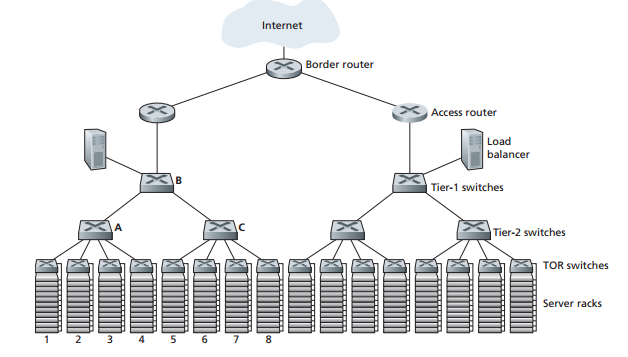 Internet
Border router
Access router
Load
balancer
B
Tier-1 switches
A
C
Tier-2 switches
TOR switches
Server racks
1 2 3 4 5 6 7 8